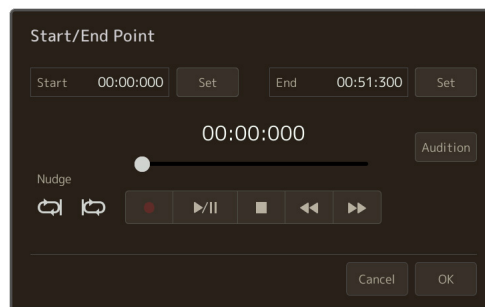 Start/End Point
Start 00:00:000 Set End 00:51:300 Set
00:00:000
Audition
Nudge
Cancel OK